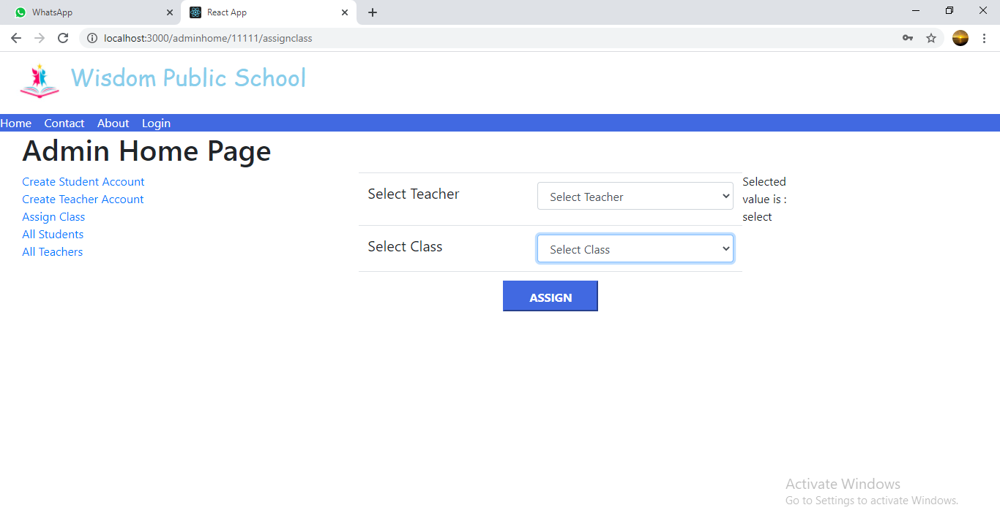 WhatsApp
React App
localhost:3000/adminhome/11111/assignclass
Wisdom Public School
Home Contact About Login
Admin Home Page
Create Student Account
Create Teacher Account
Assign Class
All Students
All Teachers
Select Teacher
Select Teacher
Select Class
Select Class
ASSIGN
Selected
value is :
select
Activate Windows
Go to Settings to activate Windows.